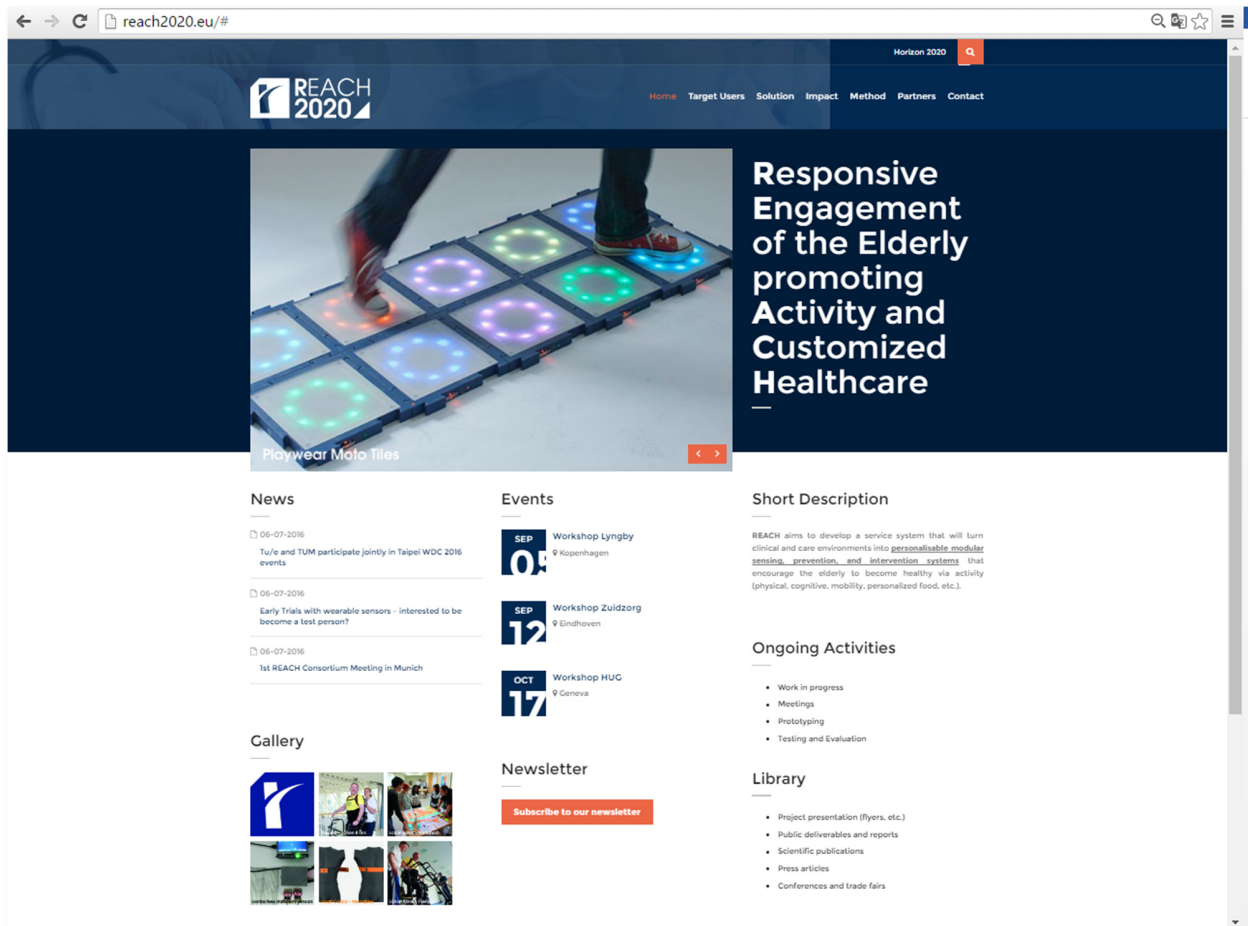 reach2020.eu/#
Horizon 2020
REACH
2020
Home Target Users Solution Impact Method Partners Contact
Responsive
Engagement
of the Elderly
promoting
Activity and
Customized
Healthcare
Playwear Moto Tiles
News
06-07-2016
Tu/e and TUM participate jointly in Taipei WDC 2016
events
06-07-2016
Early Trials with wearable sensors - interested to be
become a test person?
06-07-2016
1st REACH Consortium Meeting in Munich
Gallery
Events
SEP
05
Workshop Lyngby
Kopenhagen
SEP
12
Workshop Zuidzorg
Eindhoven
OCT
17
Workshop HUG
Geneva
Newsletter
Subscribe to our newsletter
Short Description
REACH aims to develop a service system that will turn
clinical and care environments into personalisable modular
sensing, prevention, and intervention systems that
encourage the elderly to become healthy via activity
(physical, cognitive, mobility, personalized food, etc.).
Ongoing Activities
Work in progress
Meetings
Prototyping
Testing and Evaluation
Library
Project presentation (flyers, etc.)
Public deliverables and reports
Scientific publications
Press articles
Conferences and trade fairs